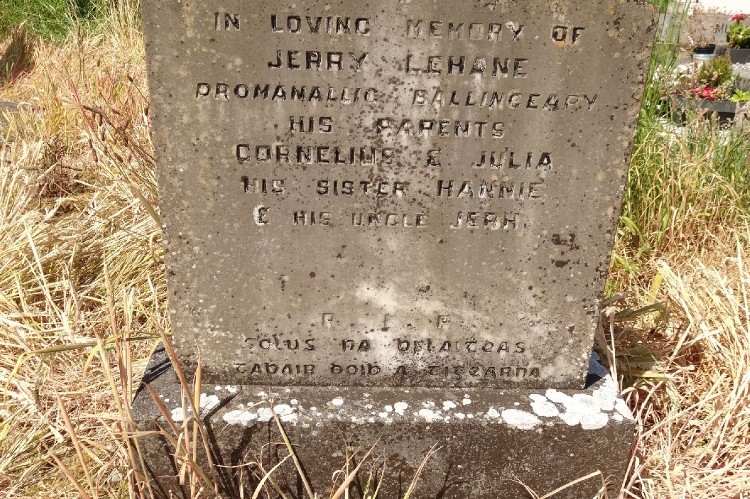 IN LOVING MEMORY OF
JERRY LEHANE
DROMANALLIG BALLINGEARY
HIS PARENTS
CORNELIUS & JULIA
HIS SISTER HANNIE
& HIS UNCLE JERH.
R I P
SOLUS NA
TABAIR DOIB A TIGEARNA